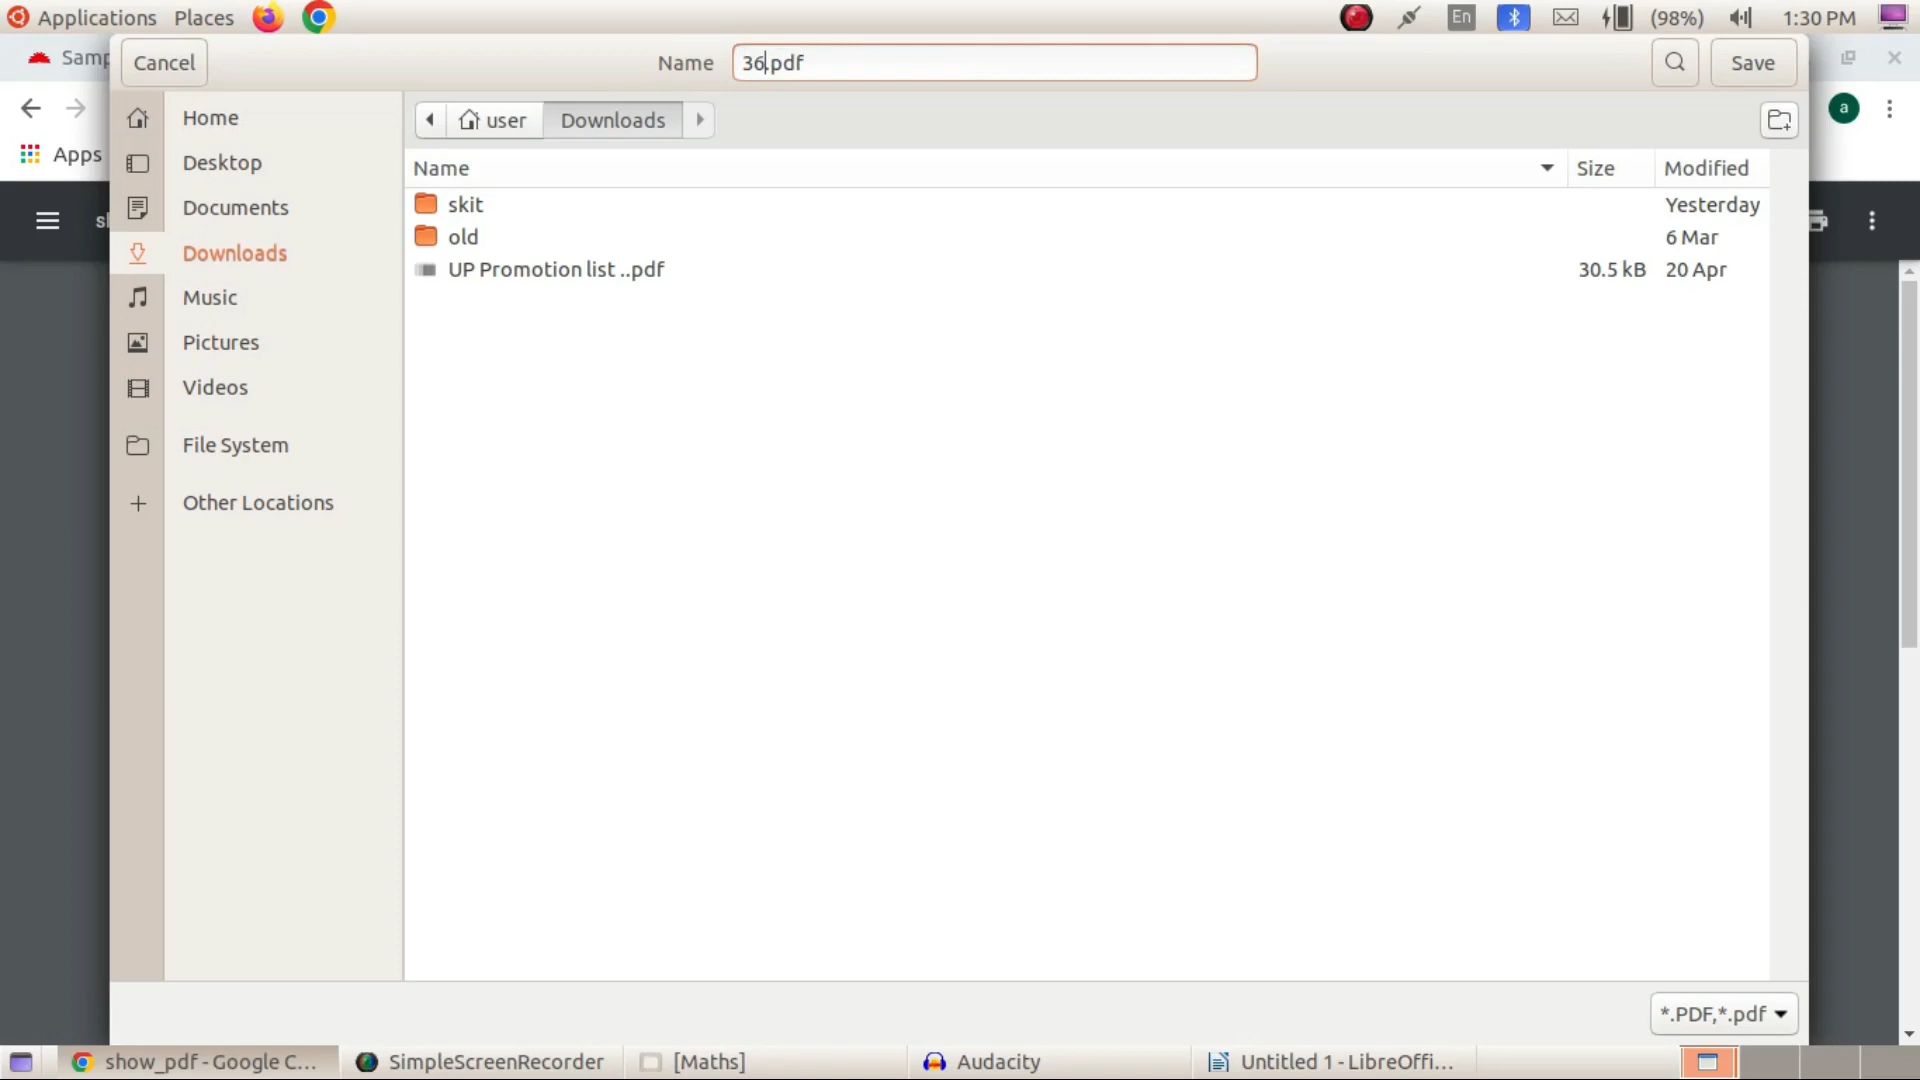 Applications Places En (98%) 1:30 PM
Samp
Cancel Name 36.pdf Save
a
Apps
Home
Desktop
Documents
Downloads
Music
Pictures
Videos
File System
Other Locations
user Downloads
Name Size Modified
skit Yesterday
old 6 Mar
UP Promotion list ..pdf 30.5 kB 20 Apr
*.PDF,*.pdf
show_pdf - Google C... SimpleScreenRecorder [Maths] Audacity Untitled 1 - LibreOffi...